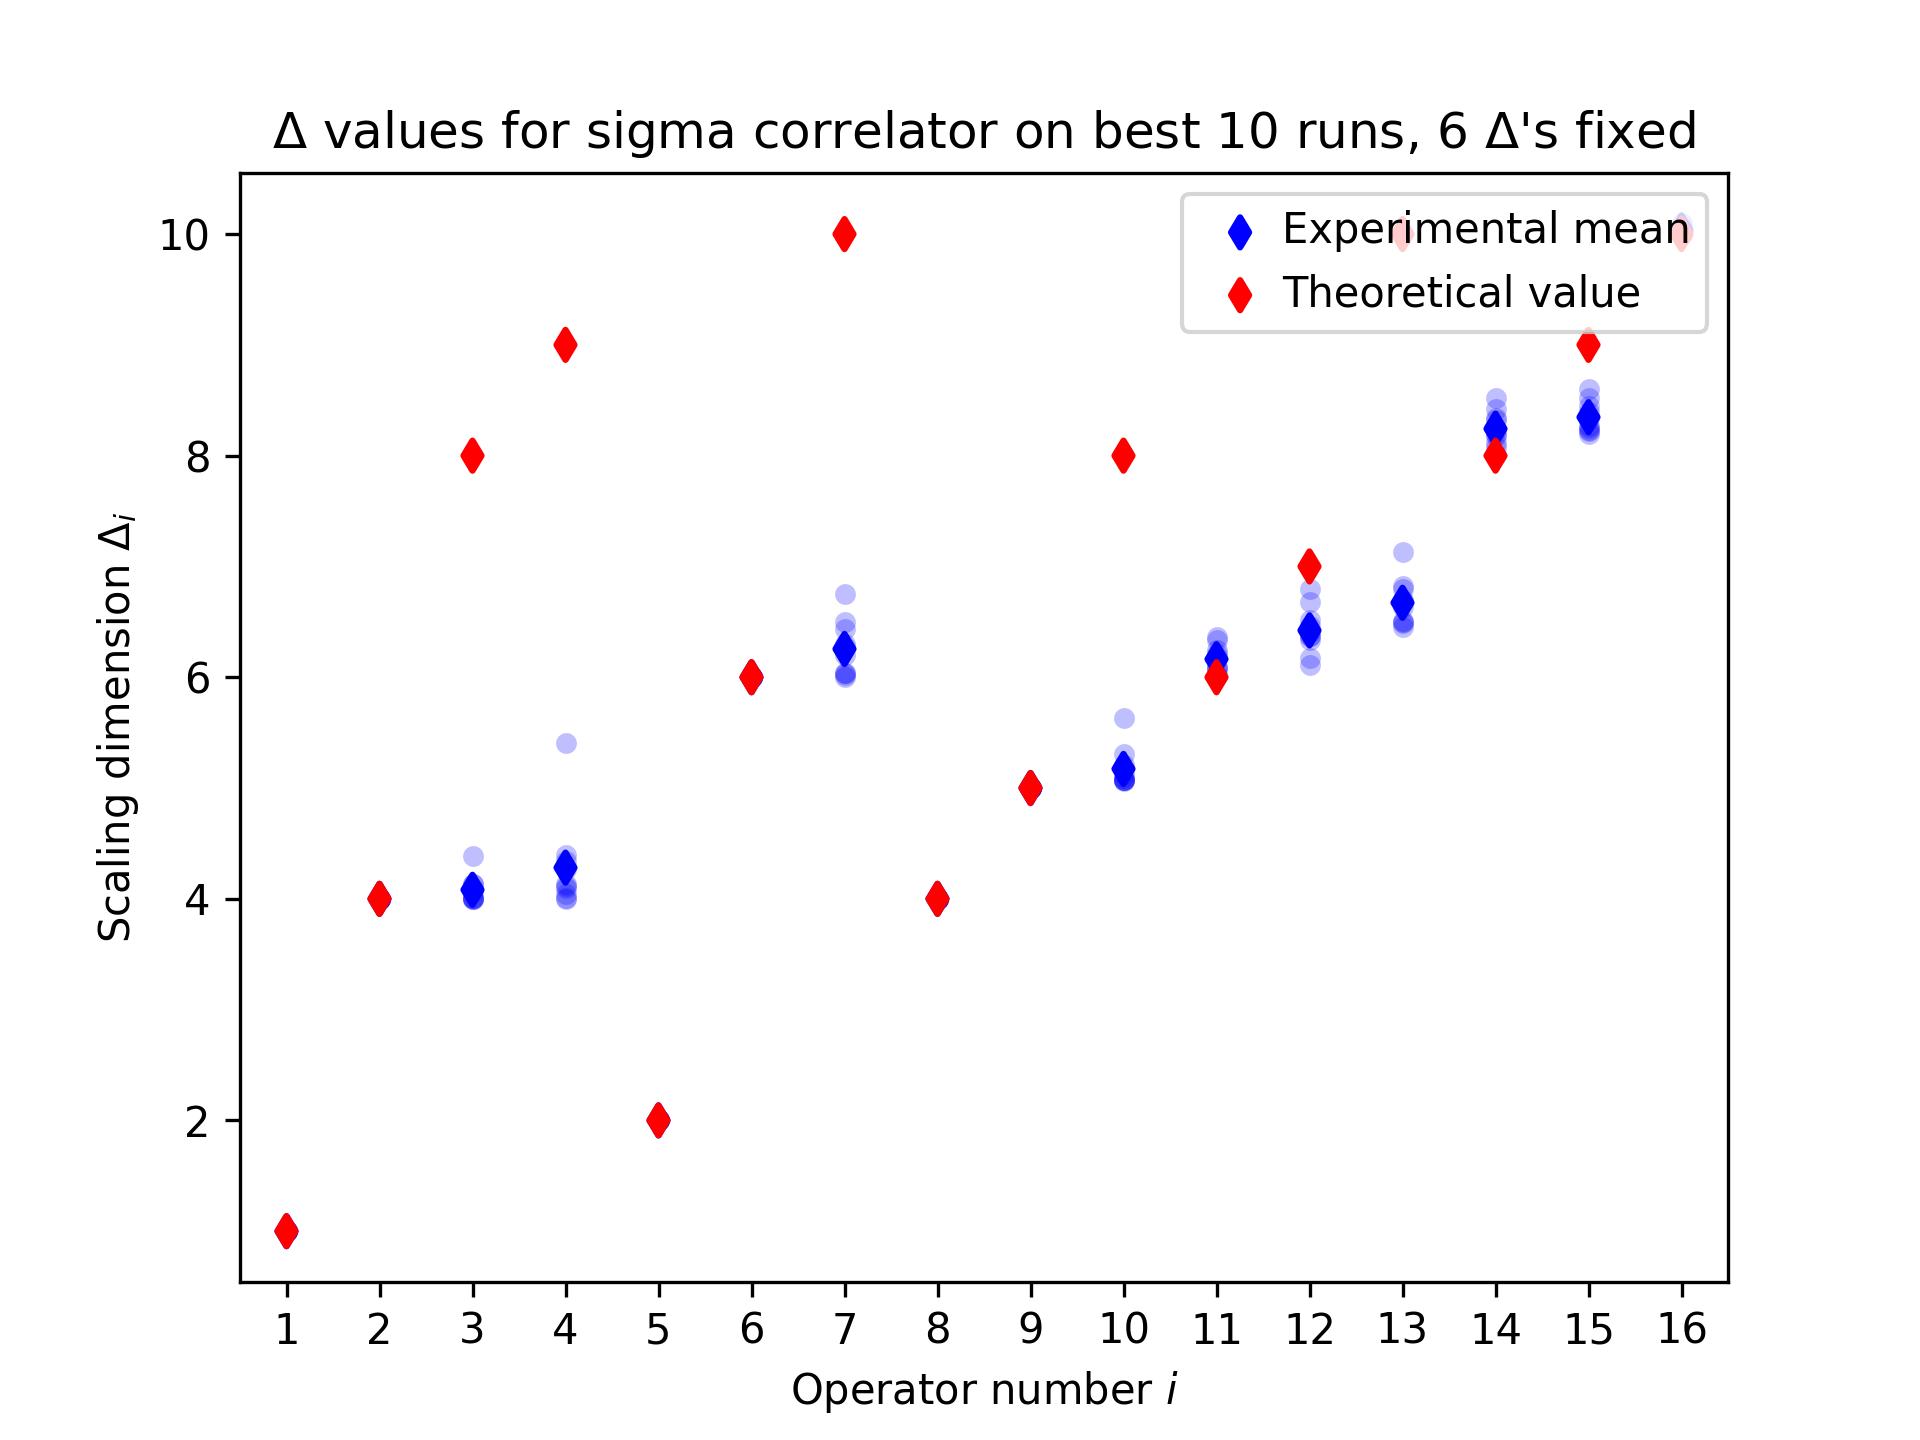 Δ values for sigma correlator on best 10 runs, 6 Δ's fixed
Experimental mean
Theoretical value
10
8
6
4
2
Scaling dimension Δᵢ
1 2 3 4 5 6 7 8 9 10 11 12 13 14 15 16
Operator number i